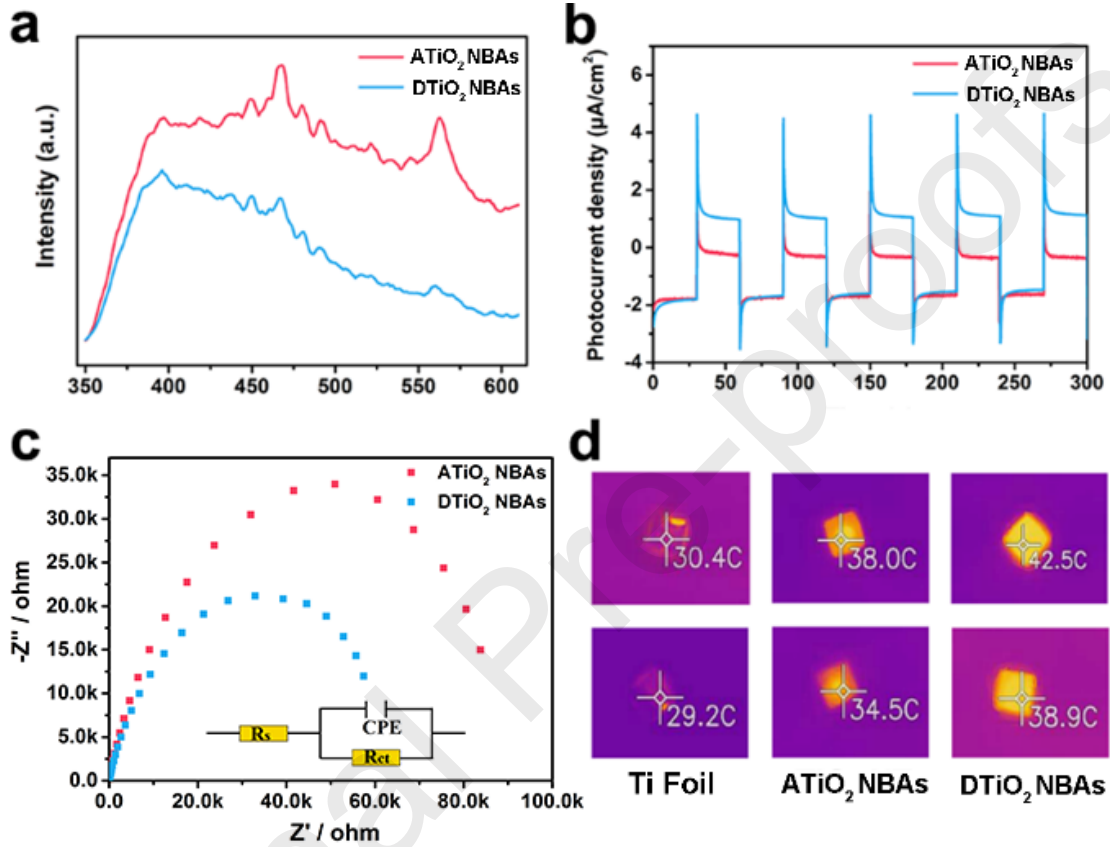 a
ATiO2 NBAs
DTiO2 NBAs
Intensity (a.u.)
350 400 450 500 550 600
b
ATiO2 NBAs
DTiO2 NBAs
Photocurrent density (μA/cm2)
6
4
2
0
-2
-4
0 50 100 150 200 250 300
c
ATiO2 NBAs
DTiO2 NBAs
-Z'' / ohm
35.0k
30.0k
25.0k
20.0k
15.0k
10.0k
5.0k
0.0
CPE
Rs
Rct
0.0 20.0k 40.0k 60.0k 80.0k 100.0k
Z' / ohm
d
30.4C 38.0C 42.5C
29.2C 34.5C 38.9C
Ti Foil ATiO2 NBAs DTiO2 NBAs
nal Pre-proofs